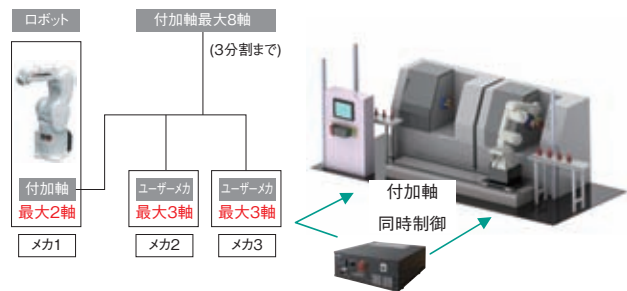 ロボット
付加軸最大8軸
(3分割まで)
付加軸
最大2軸
ユーザーメカ
最大3軸
ユーザーメカ
最大3軸
メカ1
メカ2
メカ3
付加軸
同時制御